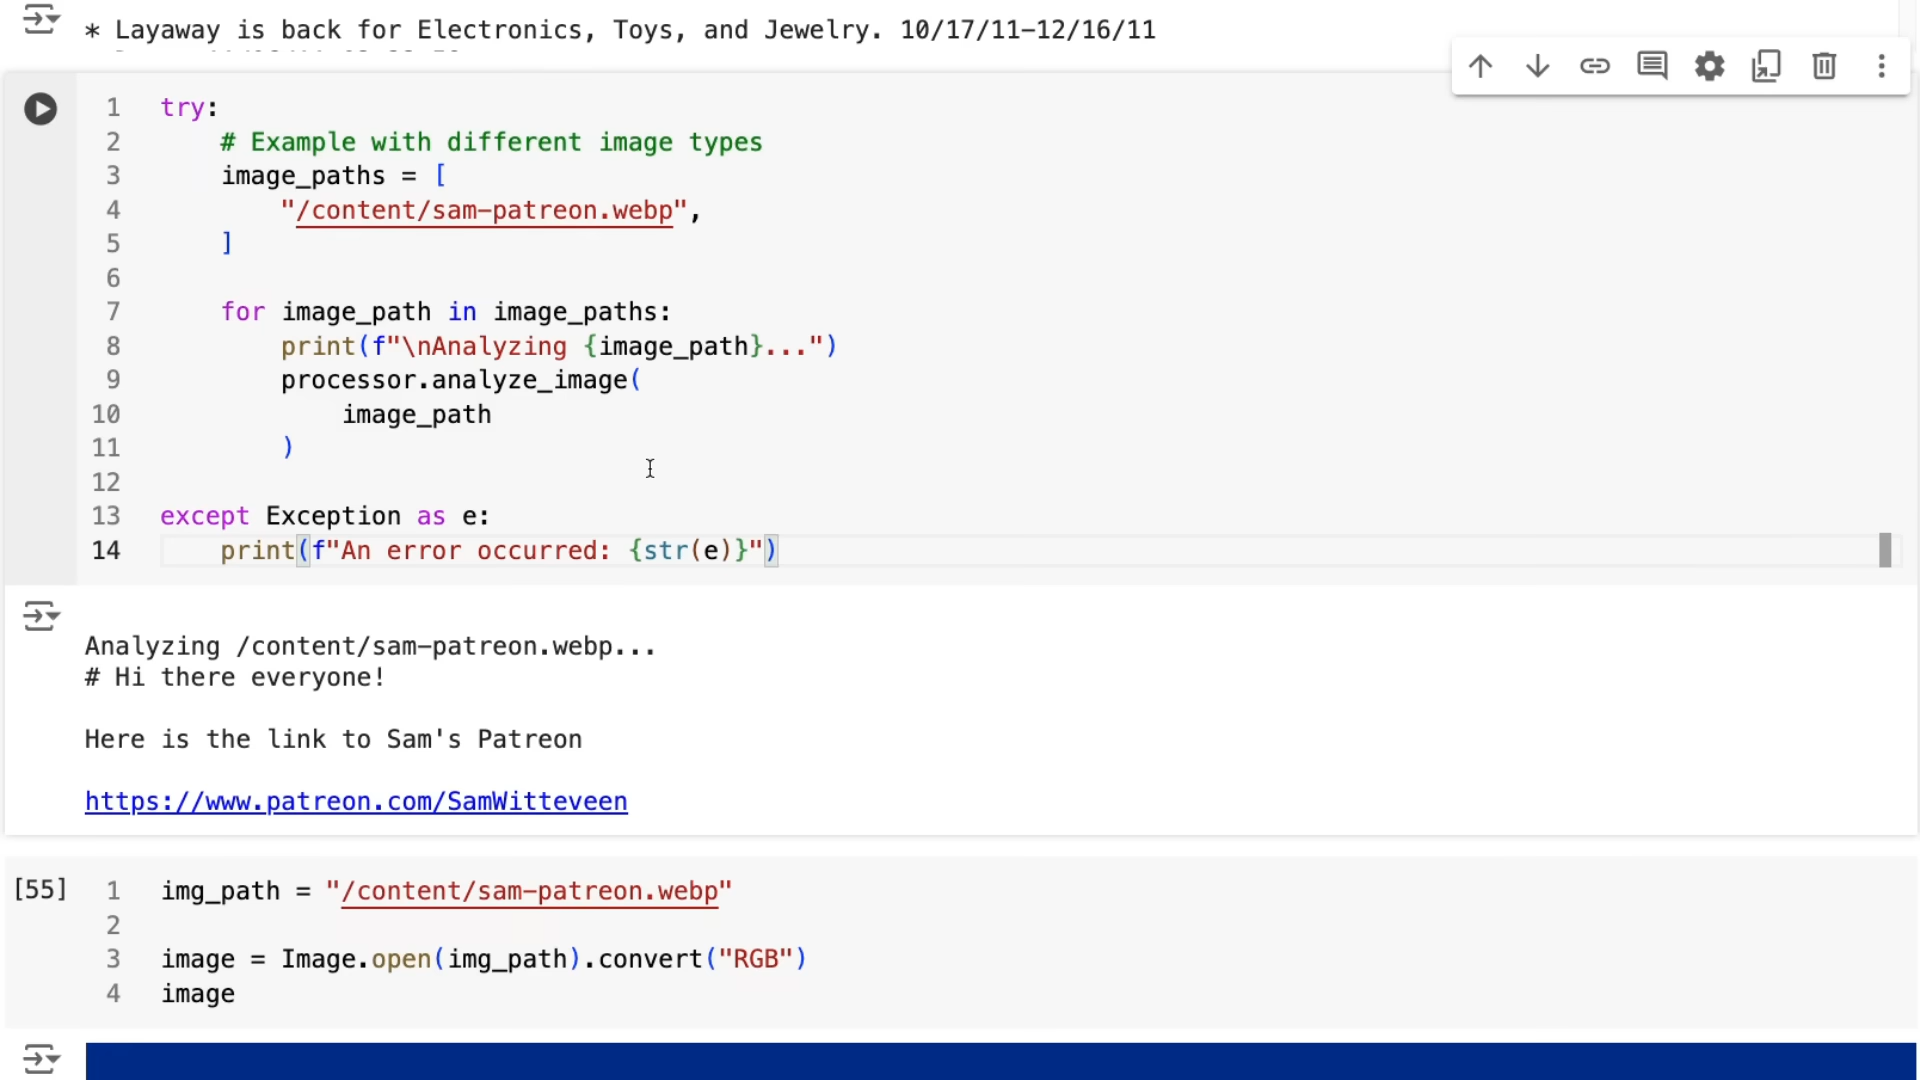 * Layaway is back for Electronics, Toys, and Jewelry. 10/17/11-12/16/11
1 try:
2 # Example with different image types
3 image_paths = [
4 "/content/sam-patreon.webp",
5 ]
6
7 for image_path in image_paths:
8 print(f"\nAnalyzing {image_path}...")
9 processor.analyze_image(
10 image_path
11 )
12
13 except Exception as e:
14 print(f"An error occurred: {str(e)}")
Analyzing /content/sam-patreon.webp...
# Hi there everyone!
Here is the link to Sam's Patreon
https://www.patreon.com/SamWitteveen
[55] 1 img_path = "/content/sam-patreon.webp"
2
3 image = Image.open(img_path).convert("RGB")
4 image